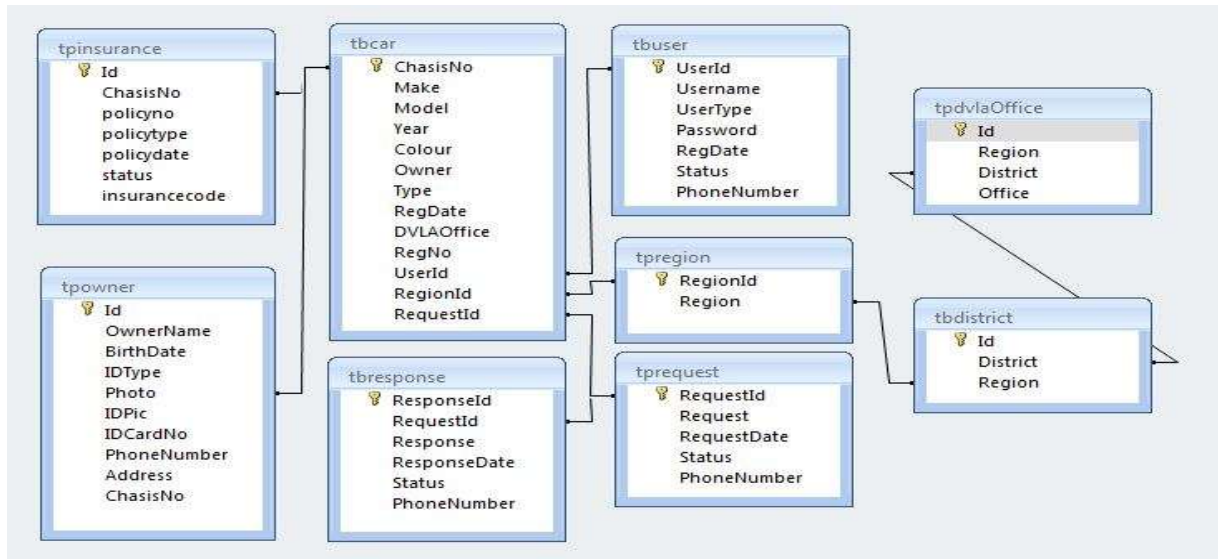 tpinsurance
Id
ChasisNo
policyno
policytype
policydate
status
insurancecode
tpowner
Id
OwnerName
BirthDate
IDType
Photo
IDPic
IDCardNo
PhoneNumber
Address
ChasisNo
tbcar
ChasisNo
Make
Model
Year
Colour
Owner
Type
RegDate
DVLAOffice
RegNo
UserId
RegionId
RequestId
tbresponse
ResponseId
RequestId
Response
ResponseDate
Status
PhoneNumber
tbuser
UserId
Username
UserType
Password
RegDate
Status
PhoneNumber
tpregion
RegionId
Region
tprequest
RequestId
Request
RequestDate
Status
PhoneNumber
tpdvlaOffice
Id
Region
District
Office
tbdistrict
Id
District
Region